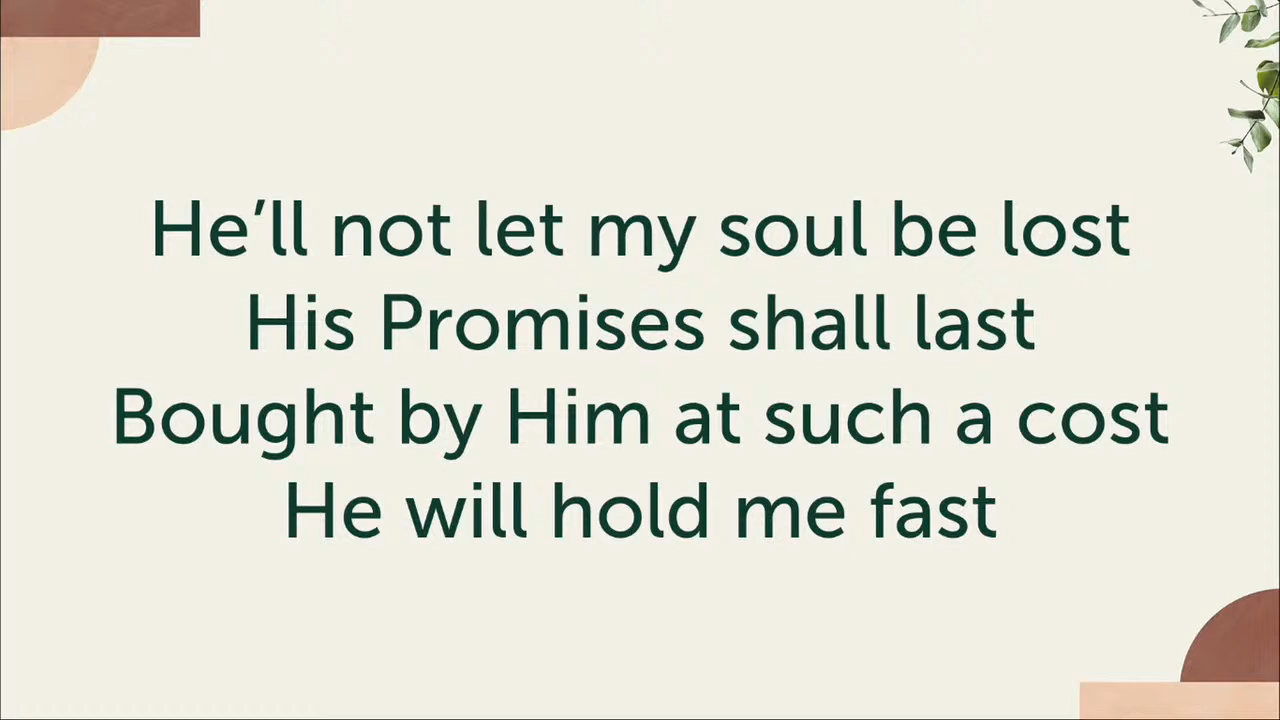 He’ll not let my soul be lost
His Promises shall last
Bought by Him at such a cost
He will hold me fast